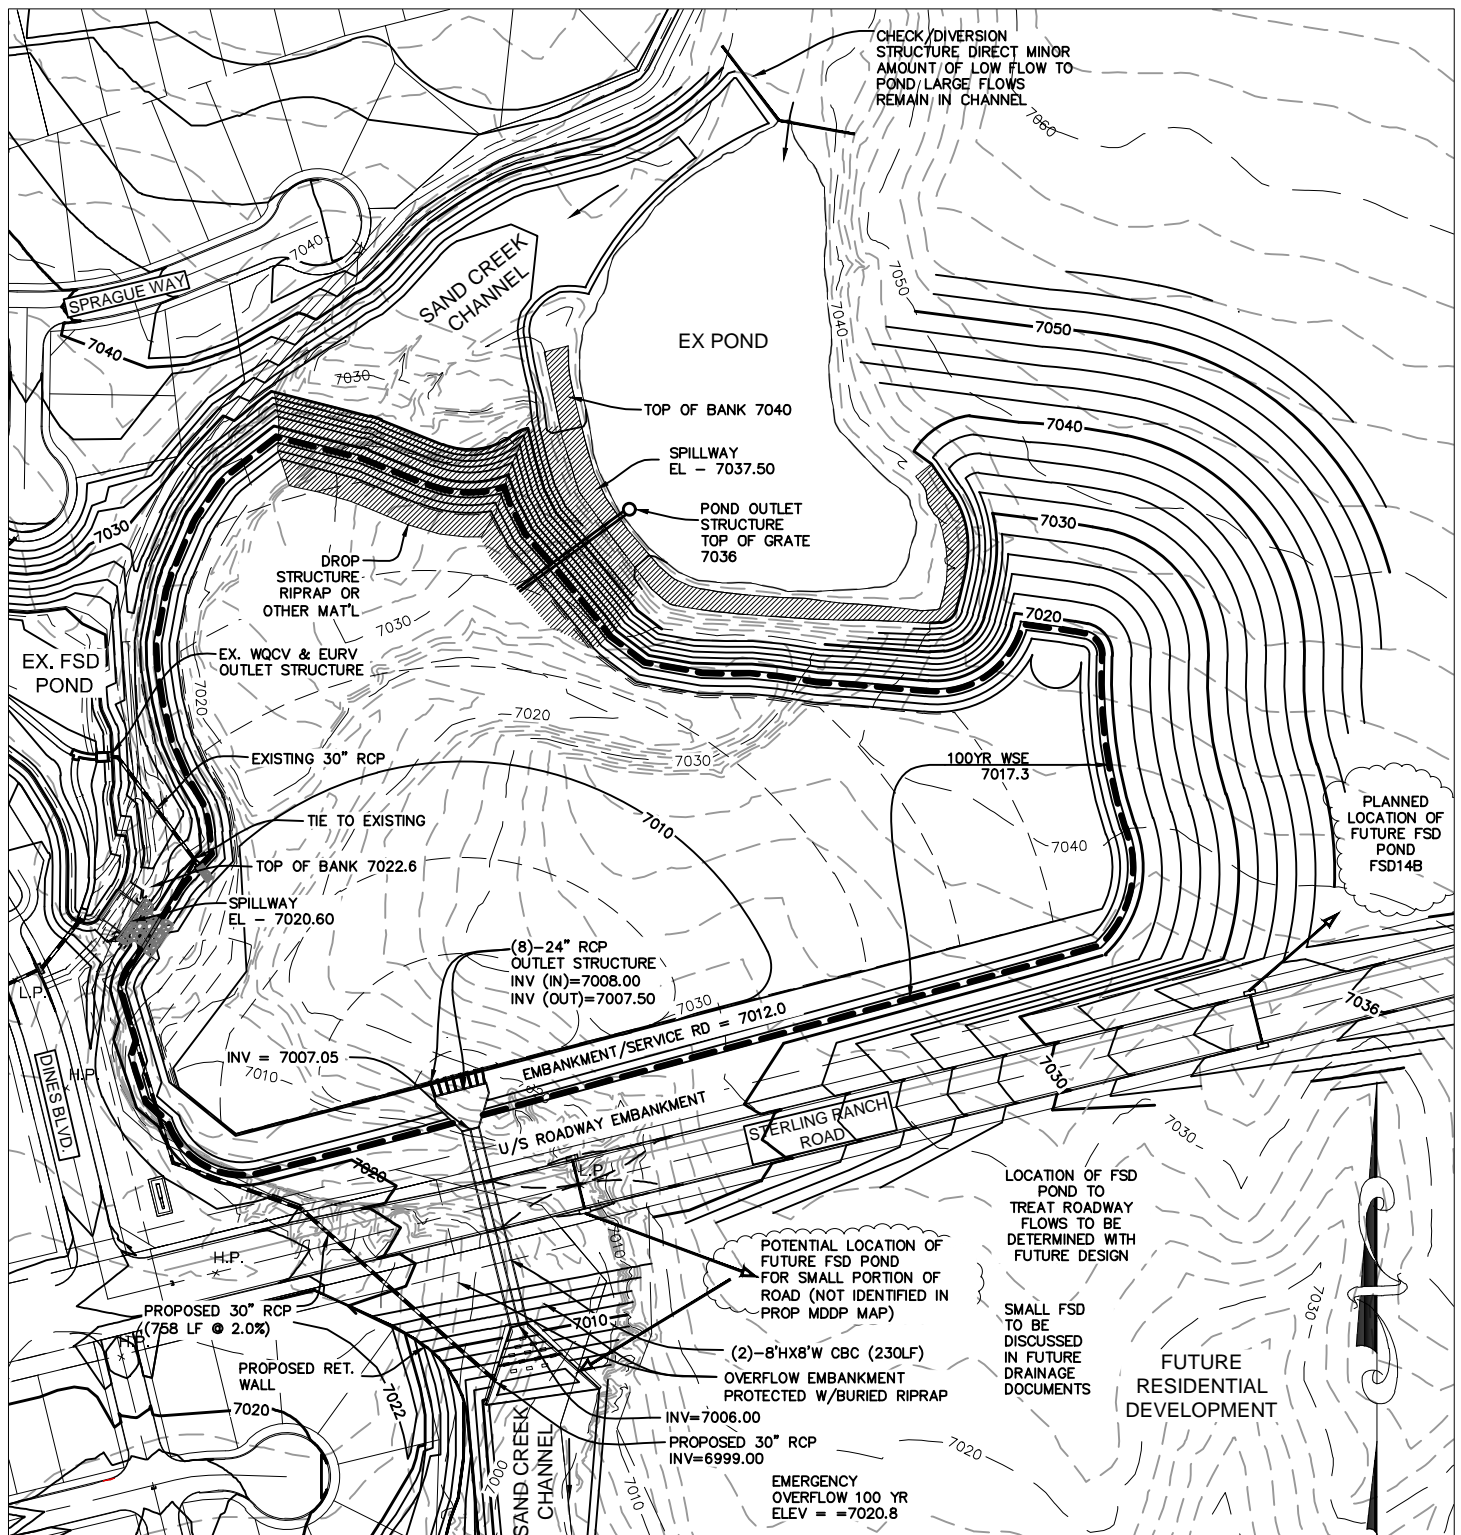 CHECK/DIVERSION
STRUCTURE DIRECT MINOR
AMOUNT OF LOW FLOW TO
POND LARGE FLOWS
REMAIN IN CHANNEL
7060
7040
SPRAGUE WAY
7040
SAND CREEK
CHANNEL
7050
7040
7050
EX POND
7030
TOP OF BANK 7040
7040
SPILLWAY
EL - 7037.50
POND OUTLET
STRUCTURE
TOP OF GRATE
7036
7030
7030
DROP
STRUCTURE
RIPRAP OR
OTHER MAT'L
7030
7020
EX. FSD
POND
EX. WQCV & EURV
OUTLET STRUCTURE
7020
7020
7030
EXISTING 30" RCP
100YR WSE
7017.3
PLANNED
LOCATION OF
FUTURE FSD
POND
FSD14B
TIE TO EXISTING
7010
7040
TOP OF BANK 7022.6
SPILLWAY
EL - 7020.60
(8)-24" RCP
OUTLET STRUCTURE
INV (IN)=7008.00
INV (OUT)=7007.50
L.P.
7030
7036
EMBANKMENT/SERVICE RD = 7012.0
INV = 7007.05
7010
H.P.
DINES BLVD.
7030
U/S ROADWAY EMBANKMENT
STERLING RANCH
ROAD
7030
7020
L.P.
LOCATION OF FSD
POND TO
TREAT ROADWAY
FLOWS TO BE
DETERMINED WITH
FUTURE DESIGN
7010
H.P.
POTENTIAL LOCATION OF
FUTURE FSD POND
FOR SMALL PORTION OF
ROAD (NOT IDENTIFIED IN
PROP MDDP MAP)
7030
PROPOSED 30" RCP
(758 LF @ 2.0%)
H.P.
7010
SMALL FSD
TO BE
DISCUSSED
IN FUTURE
DRAINAGE
DOCUMENTS
(2)-8'HX8'W CBC (230LF)
PROPOSED RET.
WALL
OVERFLOW EMBANKMENT
PROTECTED W/BURIED RIPRAP
FUTURE
RESIDENTIAL
DEVELOPMENT
7020
7022
INV=7006.00
PROPOSED 30" RCP
INV=6999.00
7020
SAND CREEK
CHANNEL
7000
7010
EMERGENCY
OVERFLOW 100 YR
ELEV = =7020.8